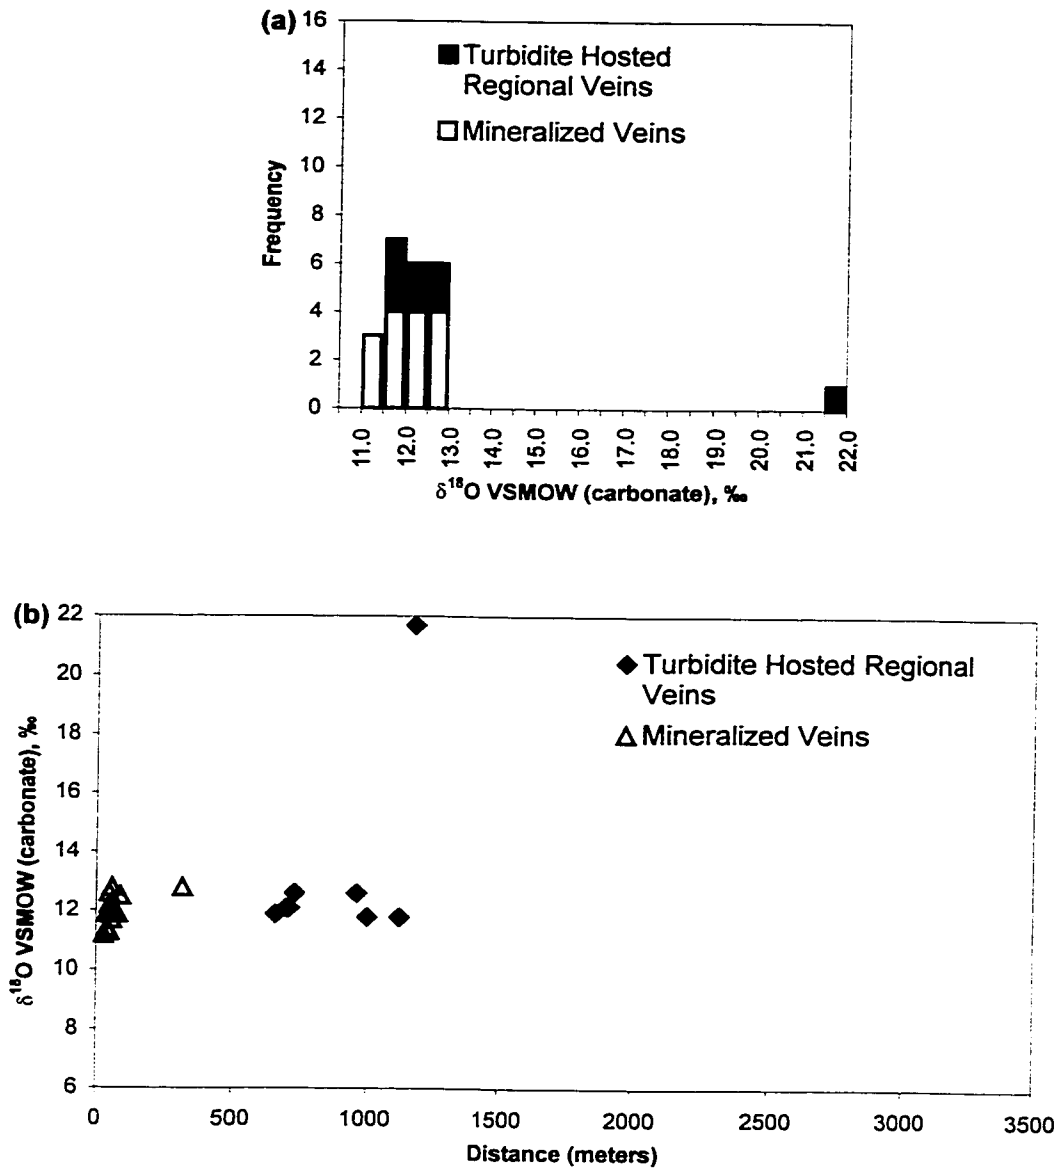 (a)
16
14
12
10
8
6
4
2
0
Frequency
Turbidite Hosted
Regional Veins
Mineralized Veins
11.0
12.0
13.0
14.0
15.0
16.0
17.0
18.0
19.0
20.0
21.0
22.0
δ¹⁸O VSMOW (carbonate), ‰
(b)
22
20
18
16
14
12
10
8
6
δ¹⁸O VSMOW (carbonate), ‰
Turbidite Hosted Regional
Veins
Mineralized Veins
0 500 1000 1500 2000 2500 3000 3500
Distance (meters)